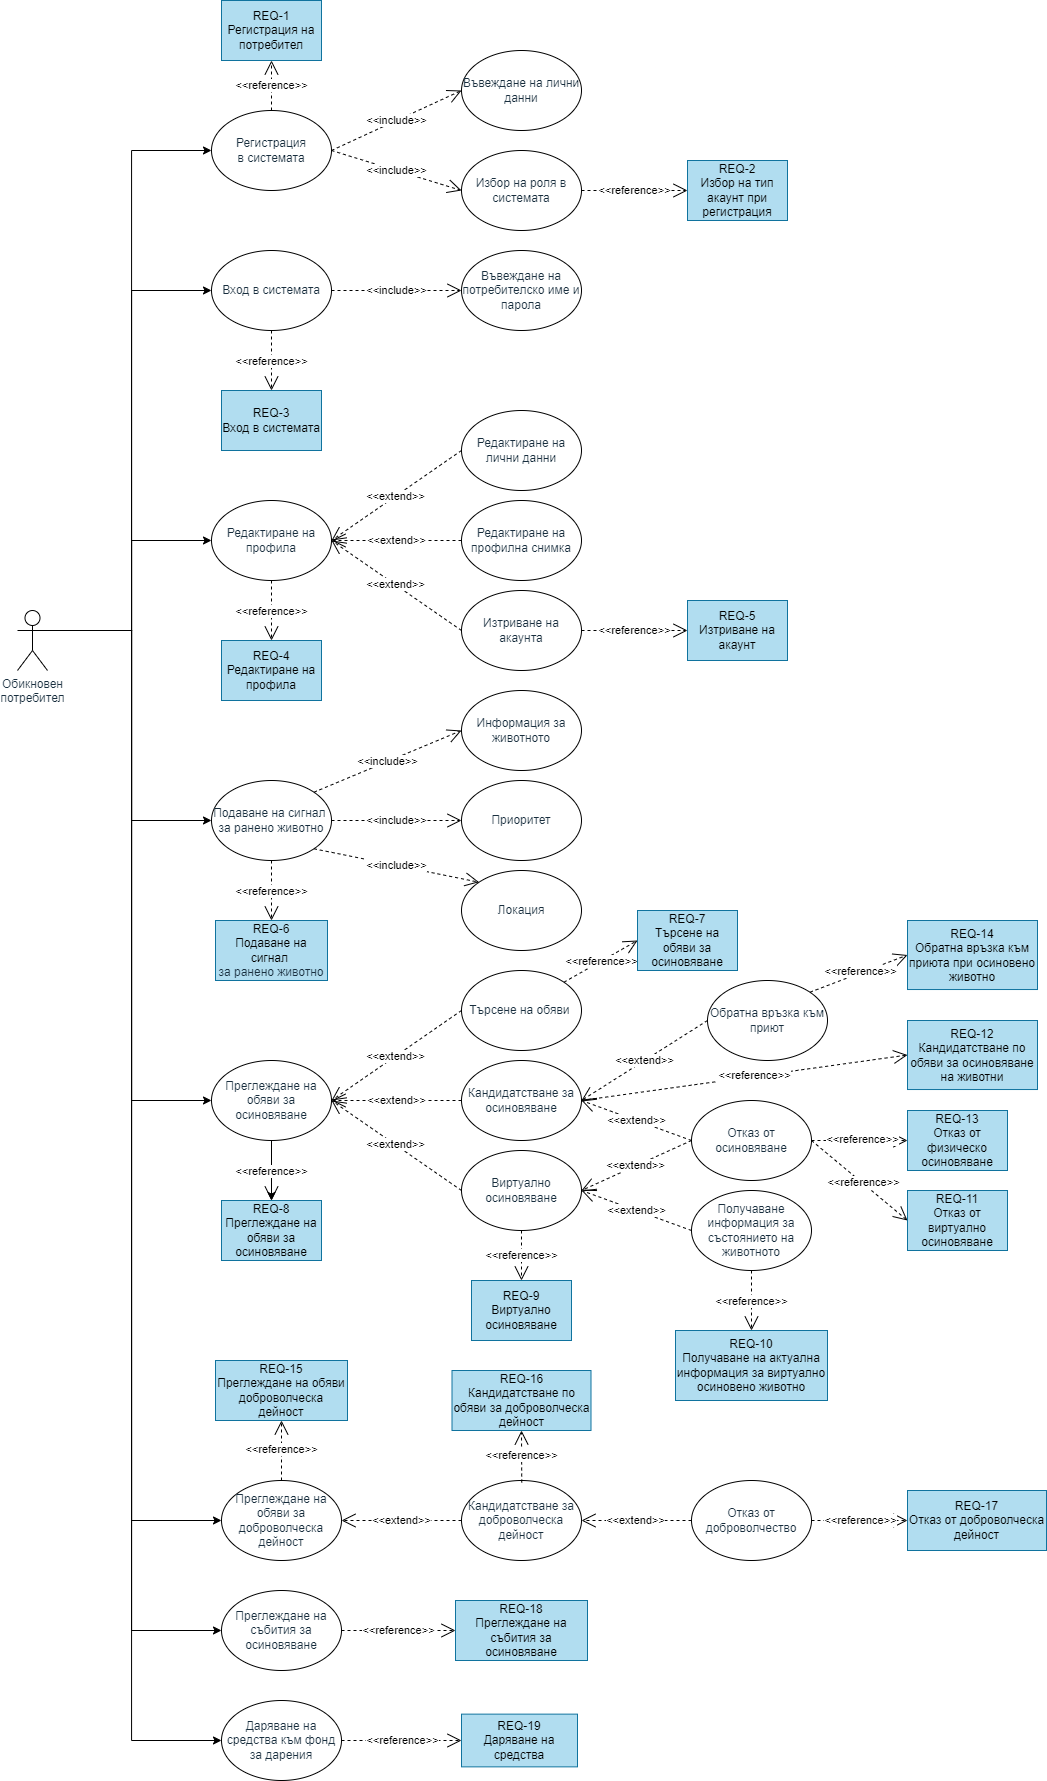 REQ-1
Регистрация на
потребител
<<reference>>
Въвеждане на лични
данни
<<include>>
Регистрация
в системата
<<include>>
Избор на роля в
системата
<<reference>>
REQ-2
Избор на тип
акаунт при
регистрация
Вход в системата
<<include>>
Въвеждане на
потребителско име и
парола
<<reference>>
REQ-3
Вход в системата
Редактиране на
лични данни
<<extend>>
Редактиране на
профила
<<extend>>
Редактиране на
профилна снимка
<<extend>>
Изтриване на
акаунта
<<reference>>
REQ-5
Изтриване на
акаунт
<<reference>>
REQ-4
Редактиране на
профила
Обикновен
потребител
Информация за
животното
<<include>>
Подаване на сигнал
за ранено животно
<<include>>
Приоритет
<<include>>
Локация
<<reference>>
REQ-6
Подаване на
сигнал
за ранено животно
REQ-7
Търсене на
обяви за
осиновяване
<<reference>>
Търсене на обяви
REQ-14
Обратна връзка към
приюта при осиновено
животно
<<reference>>
Обратна връзка към
приют
<<extend>>
<<extend>>
REQ-12
Кандидатстване по
обяви за осиновяване
на животни
<<reference>>
Преглеждане на
обяви за
осиновяване
<<extend>>
Кандидатстване за
осиновяване
<<extend>>
Отказ от
осиновяване
<<reference>>
REQ-13
Отказ от
физическо
осиновяване
<<extend>>
<<extend>>
<<reference>>
REQ-11
Отказ от
виртуално
осиновяване
<<reference>>
REQ-8
Преглеждане на
обяви за
осиновяване
Виртуално
осиновяване
<<extend>>
Получаване
информация за
състоянието на
животното
<<reference>>
REQ-9
Виртуално
осиновяване
<<reference>>
REQ-10
Получаване на актуална
информация за виртуално
осиновено животно
REQ-15
Преглеждане на обяви
доброволческа
дейност
<<reference>>
REQ-16
Кандидатстване по
обяви за доброволческа
дейност
<<reference>>
Преглеждане на
обяви за
доброволческа
дейност
<<extend>>
Кандидатстване за
доброволческа
дейност
<<extend>>
Отказ от
доброволчество
<<reference>>
REQ-17
Отказ от доброволческа
дейност
Преглеждане на
събития за
осиновяване
<<reference>>
REQ-18
Преглеждане на
събития за
осиновяване
Даряване на
средства към фонд
за дарения
<<reference>>
REQ-19
Даряване на
средства